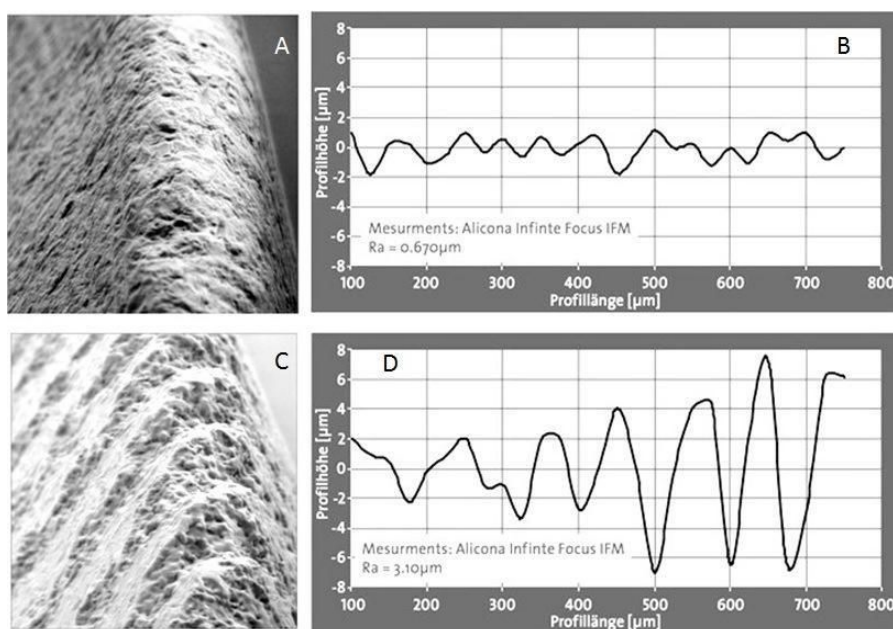 A
B
8
6
4
2
0
-2
-4
-6
-8
Profilhöhe [µm]
Mesurments: Alicona Infinte Focus IFM
Ra = 0.670µm
100 200 300 400 500 600 700 800
Profillänge [µm]
C
D
8
6
4
2
0
-2
-4
-6
-8
Profilhöhe [µm]
Mesurments: Alicona Infinte Focus IFM
Ra = 3.10µm
100 200 300 400 500 600 700 800
Profillänge [µm]